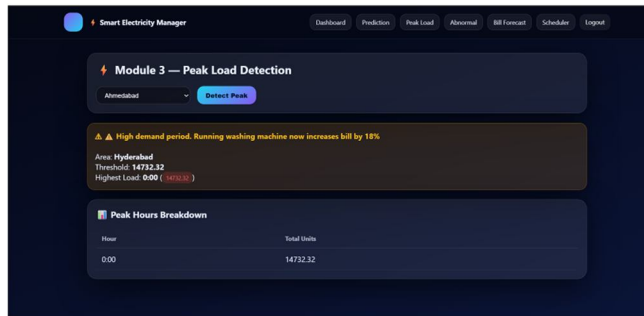 ⚡ Smart Electricity Manager
Dashboard Prediction Peak Load Abnormal Bill Forecast Scheduler Logout
⚡ Module 3 — Peak Load Detection
Ahmedabad Detect Peak
⚠ ⚠ High demand period. Running washing machine now increases bill by 18%
Area: Hyderabad
Threshold: 14732.32
Highest Load: 0:00 ( 14732.32 )
📊 Peak Hours Breakdown
Hour Total Units
0:00 14732.32